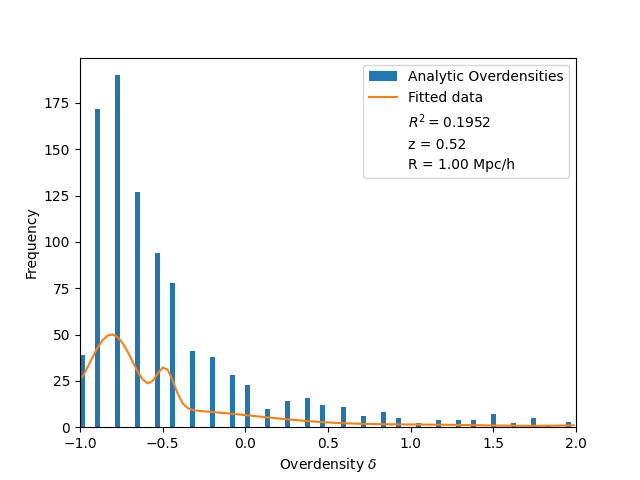 Analytic Overdensities
Fitted data
R² = 0.1952
z = 0.52
R = 1.00 Mpc/h
175
150
125
100
75
50
25
0
Frequency
−1.0 −0.5 0.0 0.5 1.0 1.5 2.0
Overdensity δ